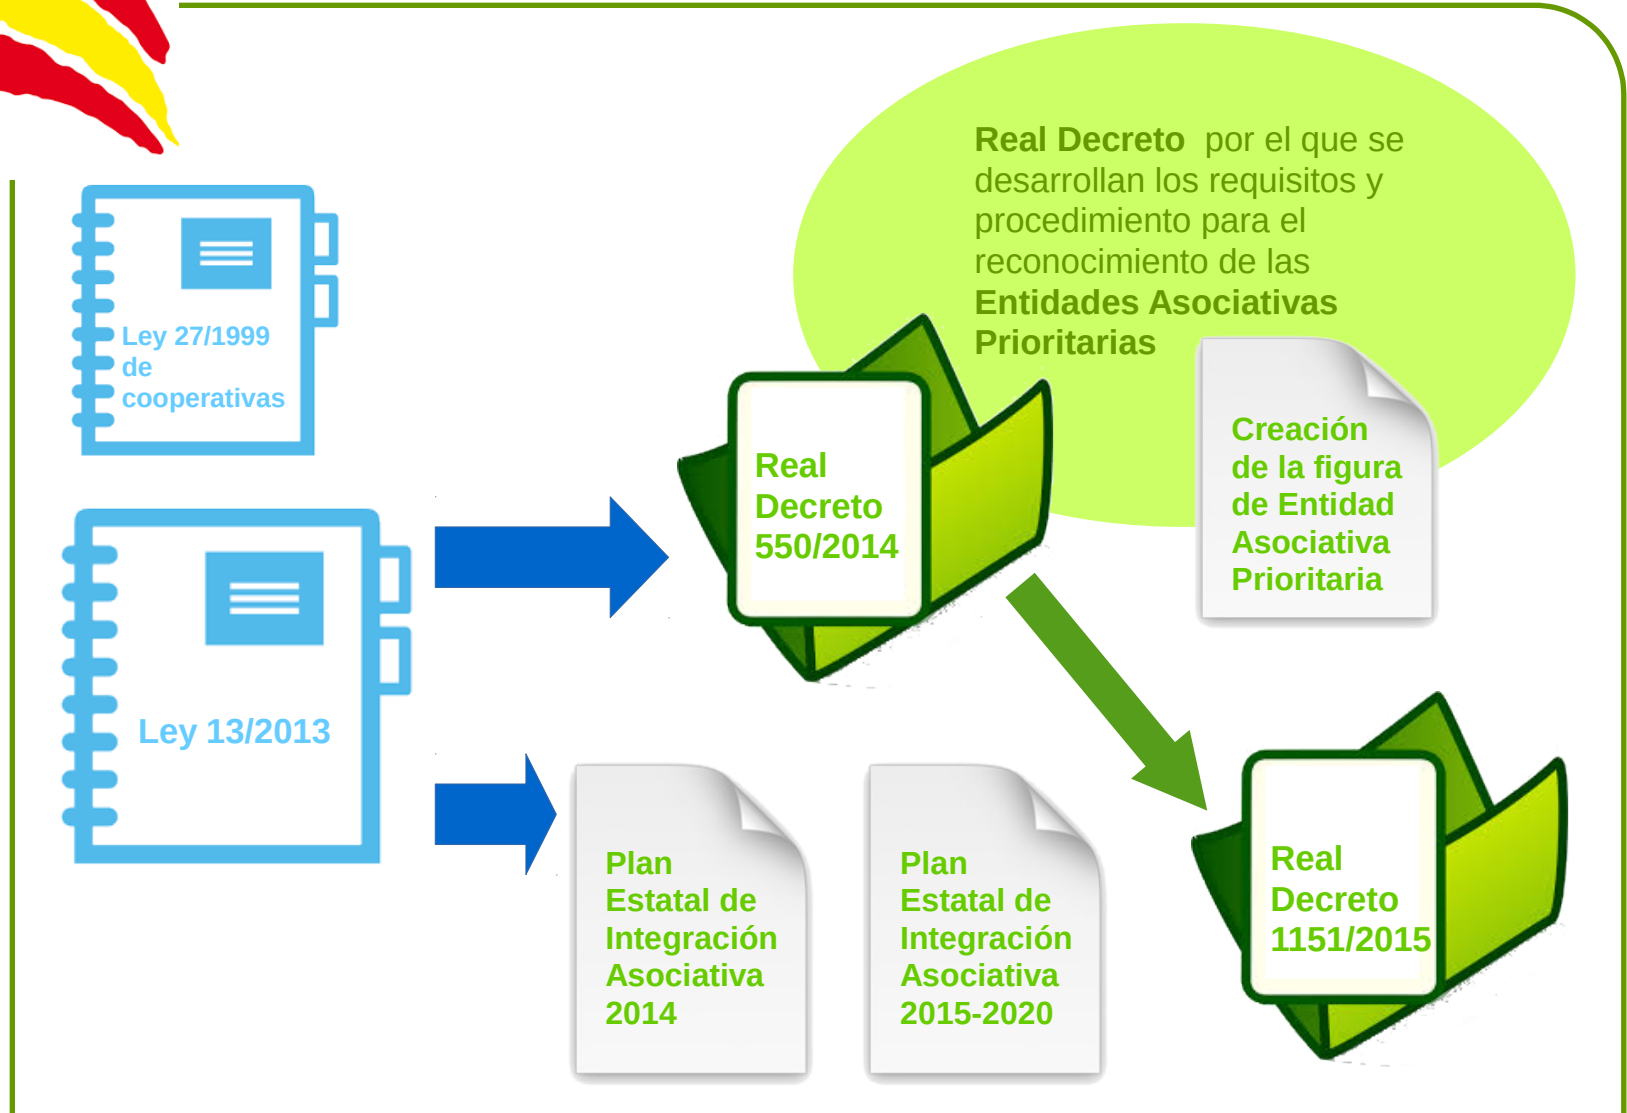 Real Decreto  por el que se
desarrollan los requisitos y
procedimiento para el
reconocimiento de las
Entidades Asociativas
Prioritarias
Ley 27/1999
de
cooperativas
Real
Decreto
550/2014
Creación
de la figura
de Entidad
Asociativa
Prioritaria
Ley 13/2013
Plan
Estatal de
Integración
Asociativa
2014
Plan
Estatal de
Integración
Asociativa
2015-2020
Real
Decreto
1151/2015